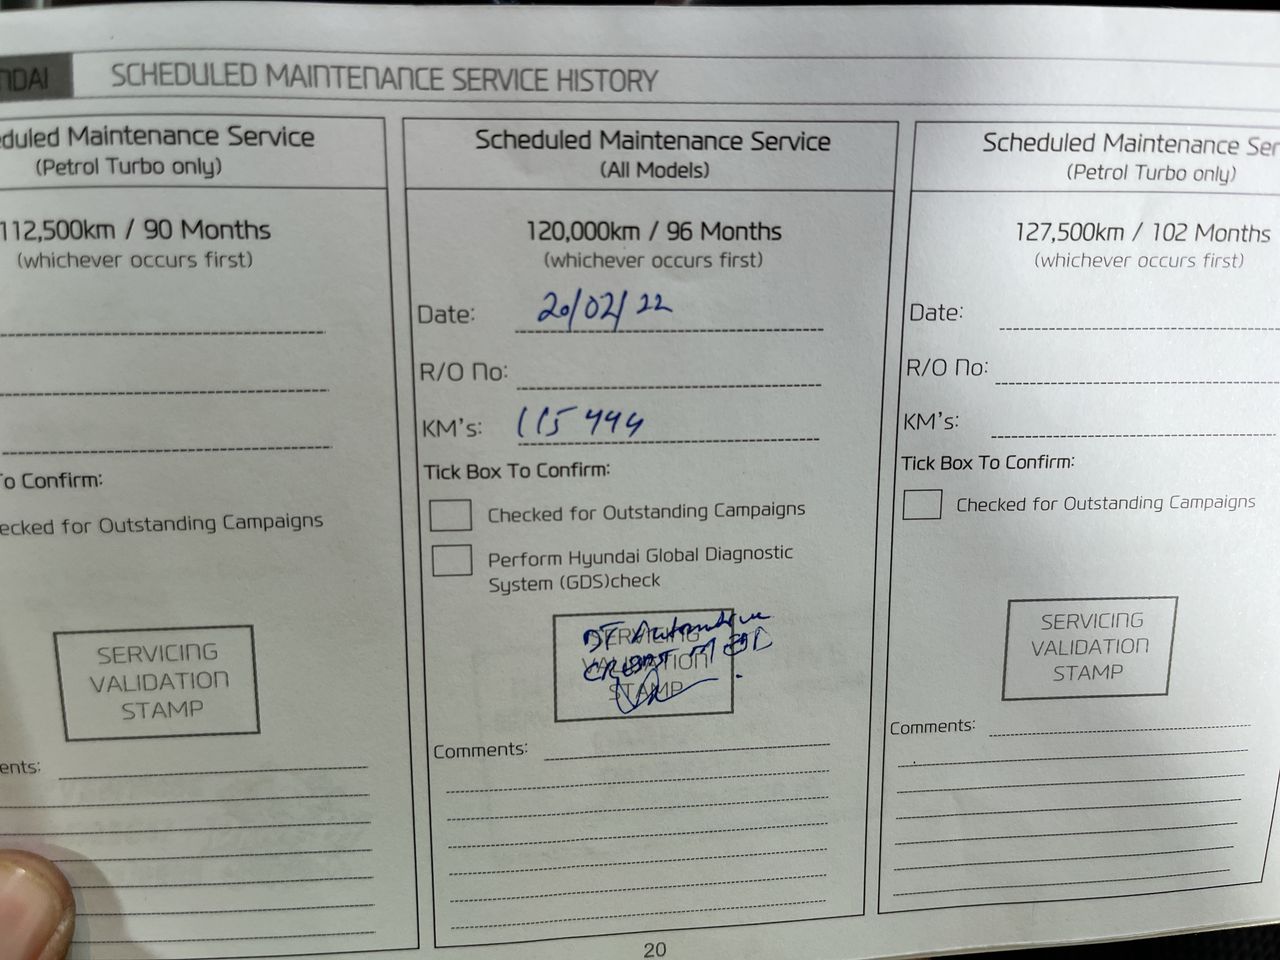 NDAI SCHEDULED MAINTENANCE SERVICE HISTORY
eduled Maintenance Service
(Petrol Turbo only)
112,500km / 90 Months
(whichever occurs first)
o Confirm:
ecked for Outstanding Campaigns
SERVICING
VALIDATION
STAMP
ents:
Scheduled Maintenance Service
(All Models)
120,000km / 96 Months
(whichever occurs first)
Date: 20/02/22
R/O No:
KM's: 115 444
Tick Box To Confirm:
Checked for Outstanding Campaigns
Perform Hyundai Global Diagnostic
System (GDS)check
SERVICING
VALIDATION
STAMP
Automotive
Comments:
Scheduled Maintenance Ser
(Petrol Turbo only)
127,500km / 102 Months
(whichever occurs first)
Date:
R/O No:
KM's:
Tick Box To Confirm:
Checked for Outstanding Campaigns
SERVICING
VALIDATION
STAMP
Comments:
20